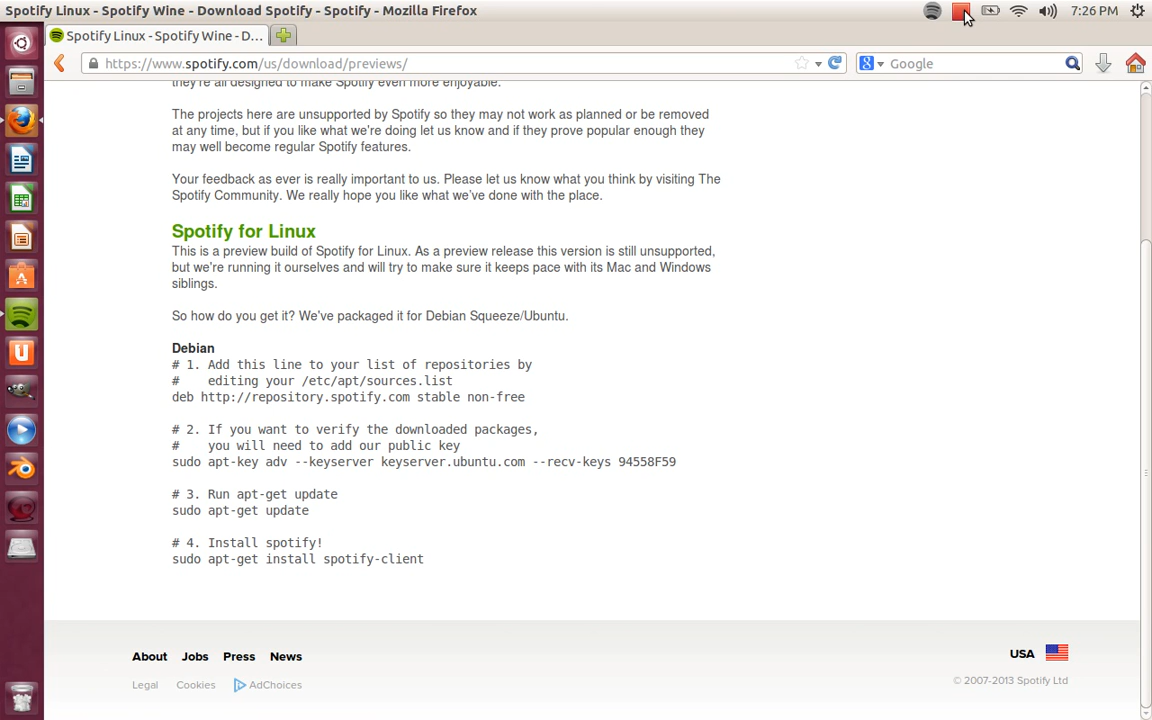 Spotify Linux - Spotify Wine - Download Spotify - Spotify - Mozilla Firefox
7:26 PM
Spotify Linux - Spotify Wine - D...
https://www.spotify.com/us/download/previews/
Google
they're all designed to make Spotify even more enjoyable.
The projects here are unsupported by Spotify so they may not work as planned or be removed
at any time, but if you like what we're doing let us know and if they prove popular enough they
may well become regular Spotify features.
Your feedback as ever is really important to us. Please let us know what you think by visiting The
Spotify Community. We really hope you like what we've done with the place.
Spotify for Linux
This is a preview build of Spotify for Linux. As a preview release this version is still unsupported,
but we're running it ourselves and will try to make sure it keeps pace with its Mac and Windows
siblings.
So how do you get it? We've packaged it for Debian Squeeze/Ubuntu.
Debian
# 1. Add this line to your list of repositories by
#    editing your /etc/apt/sources.list
deb http://repository.spotify.com stable non-free
# 2. If you want to verify the downloaded packages,
#    you will need to add our public key
sudo apt-key adv --keyserver keyserver.ubuntu.com --recv-keys 94558F59
# 3. Run apt-get update
sudo apt-get update
# 4. Install spotify!
sudo apt-get install spotify-client
About Jobs Press News
USA
Legal Cookies AdChoices
© 2007-2013 Spotify Ltd